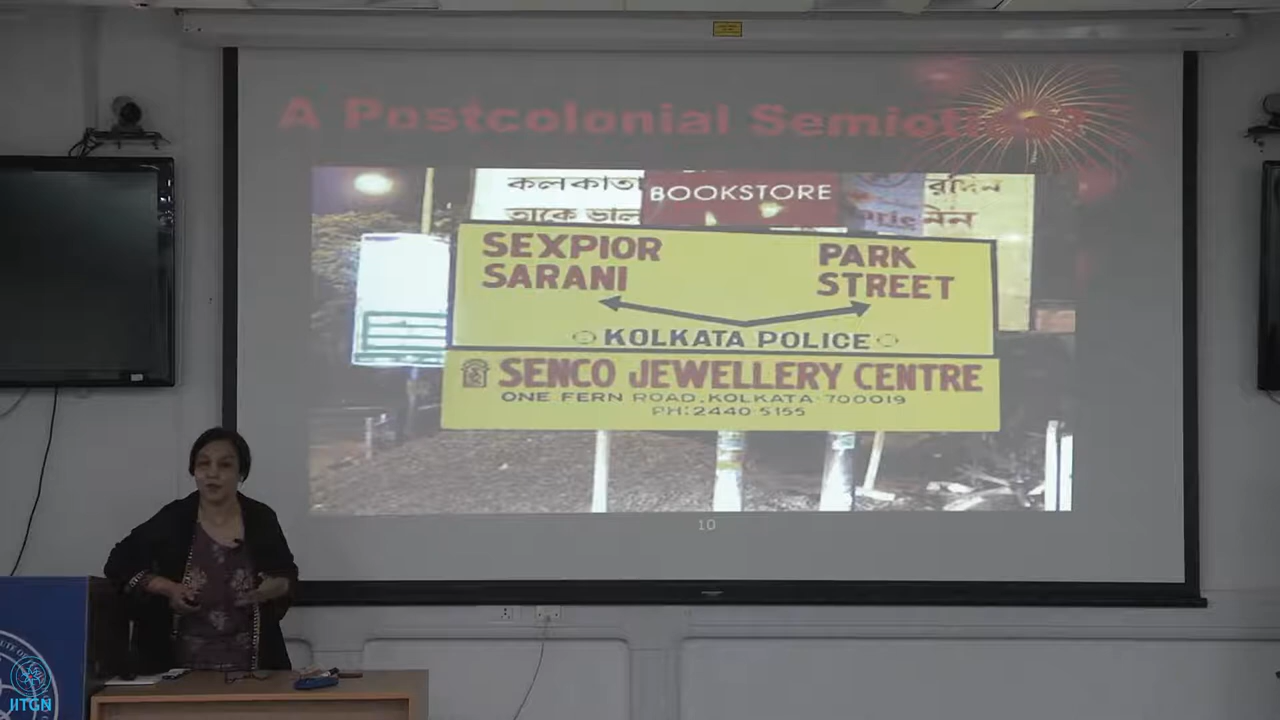 A Postcolonial
কলকাতা
BOOKSTORE
SEXPIOR
SARANI
PARK
STREET
KOLKATA POLICE
SENCO JEWELLERY CENTRE
ONE FERN ROAD, KOLKATA-700019
PH: 2440-5155
10
IITGN